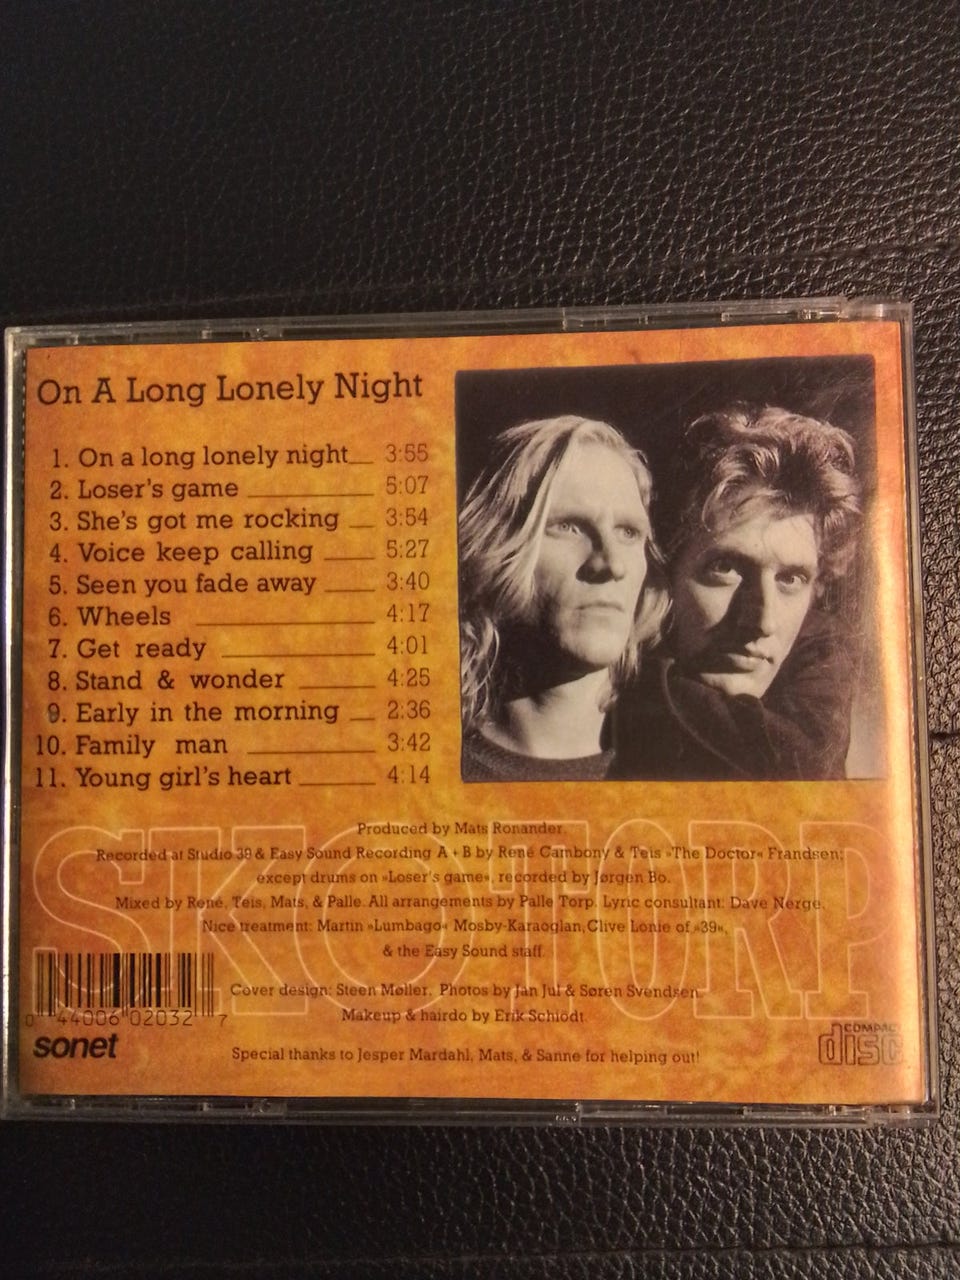 On A Long Lonely Night
1. On a long lonely night 3:55
2. Loser's game 5:07
3. She's got me rocking 3:54
4. Voice keep calling 5:27
5. Seen you fade away 3:40
6. Wheels 4:17
7. Get ready 4:01
8. Stand & wonder 4:25
9. Early in the morning 2:36
10. Family man 3:42
11. Young girl's heart 4:14
SKOTORP
Produced by Mats Ronander.
Recorded at Studio 39 & Easy Sound Recording A + B by René Cambony & Teis »The Doctor« Frandsen;
except drums on »Loser's game«, recorded by Jørgen Bo.
Mixed by René, Teis, Mats, & Palle. All arrangements by Palle Torp. Lyric consultant: Dave Nerge.
Nice treatment: Martin »Lumbago« Mosby-Karaoglan, Clive Lonie of »39«,
& the Easy Sound staff.
Cover design: Steen Møller. Photos by Jan Jul & Søren Svendsen
Makeup & hairdo by Erik Schiødt
Special thanks to Jesper Mardahl, Mats, & Sanne for helping out!
0 44006 02032 7
sonet
COMPAC
disc